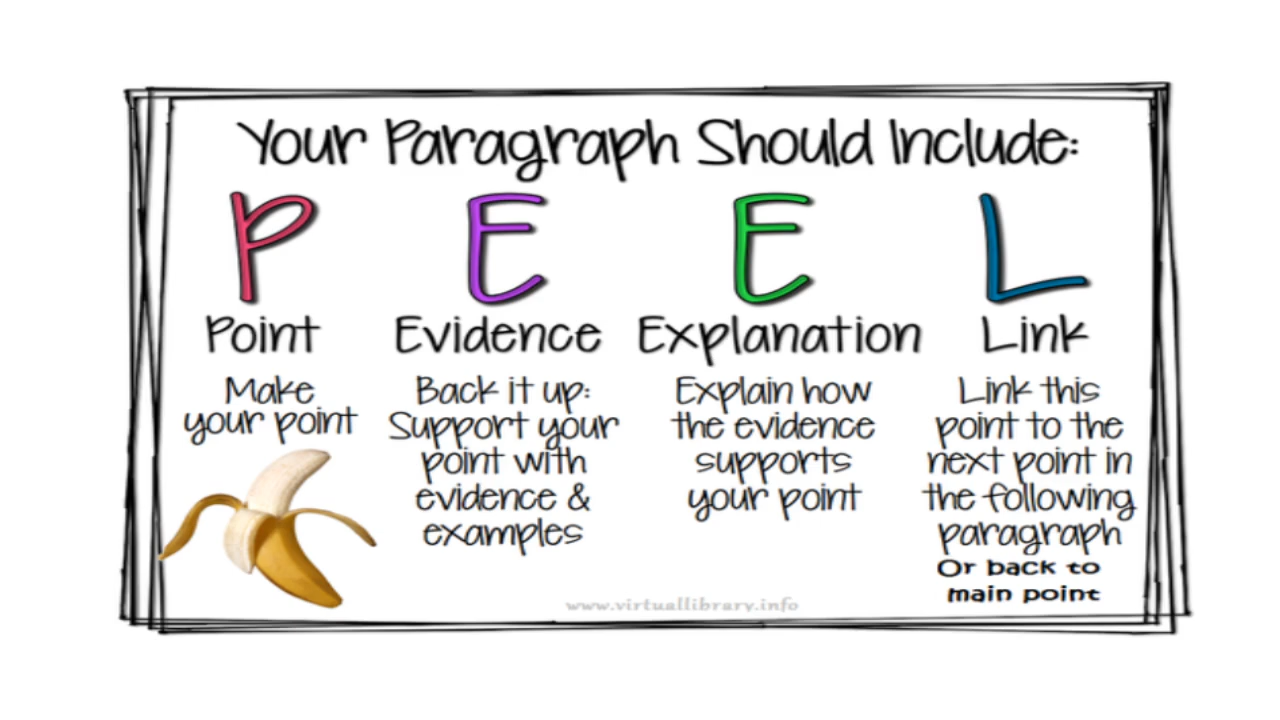 Your Paragraph Should Include:
P E E L
Point Evidence Explanation Link
Make
your point
Back it up:
Support your
point with
evidence &
examples
Explain how
the evidence
supports
your point
Link this
point to the
next point in
the following
paragraph
Or back to
main point
www.virtuallibrary.info